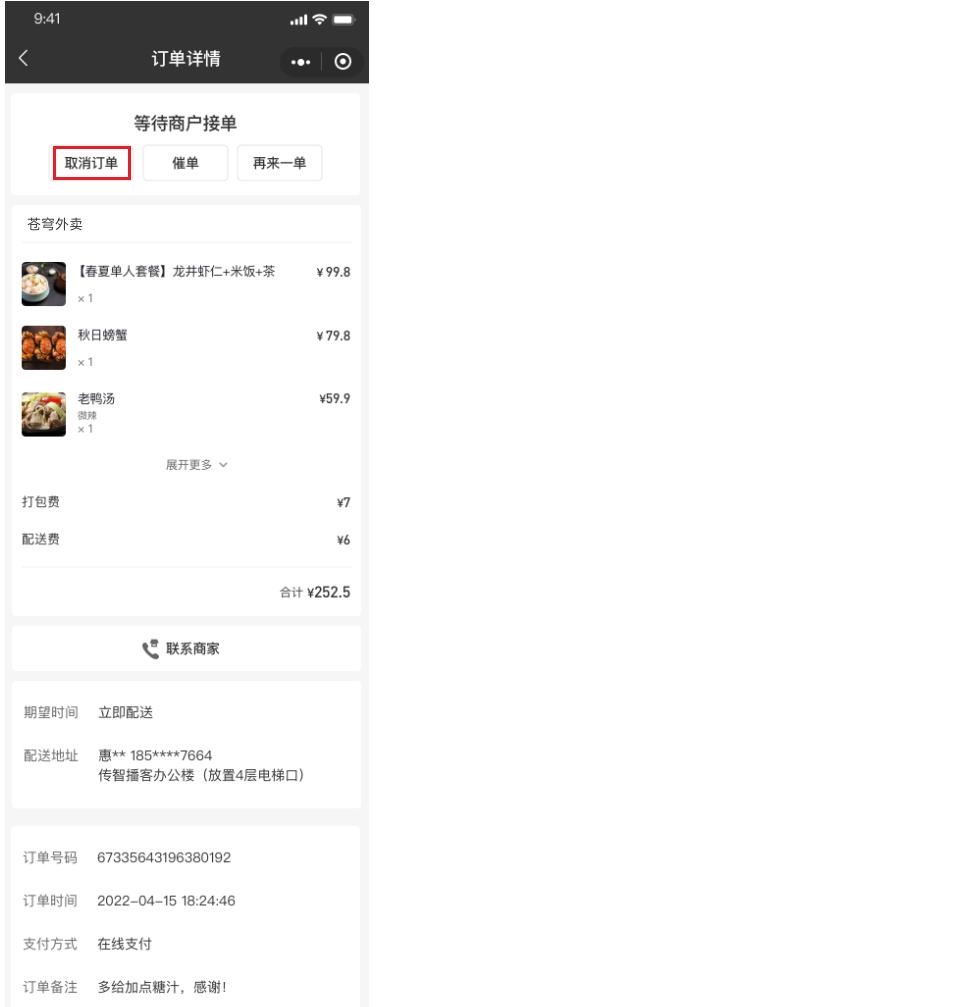 9:41
订单详情
等待商户接单
取消订单 催单 再来一单
苍穹外卖
【春夏单人套餐】龙井虾仁+米饭+茶 ¥99.8
×1
秋日螃蟹 ¥79.8
×1
老鸭汤 ¥59.9
微辣
×1
展开更多
打包费 ¥7
配送费 ¥6
合计 ¥252.5
联系商家
期望时间 立即配送
配送地址 惠** 185****7664
传智播客办公楼（放置4层电梯口）
订单号码 67335643196380192
订单时间 2022-04-15 18:24:46
支付方式 在线支付
订单备注 多给加点糖汁，感谢！